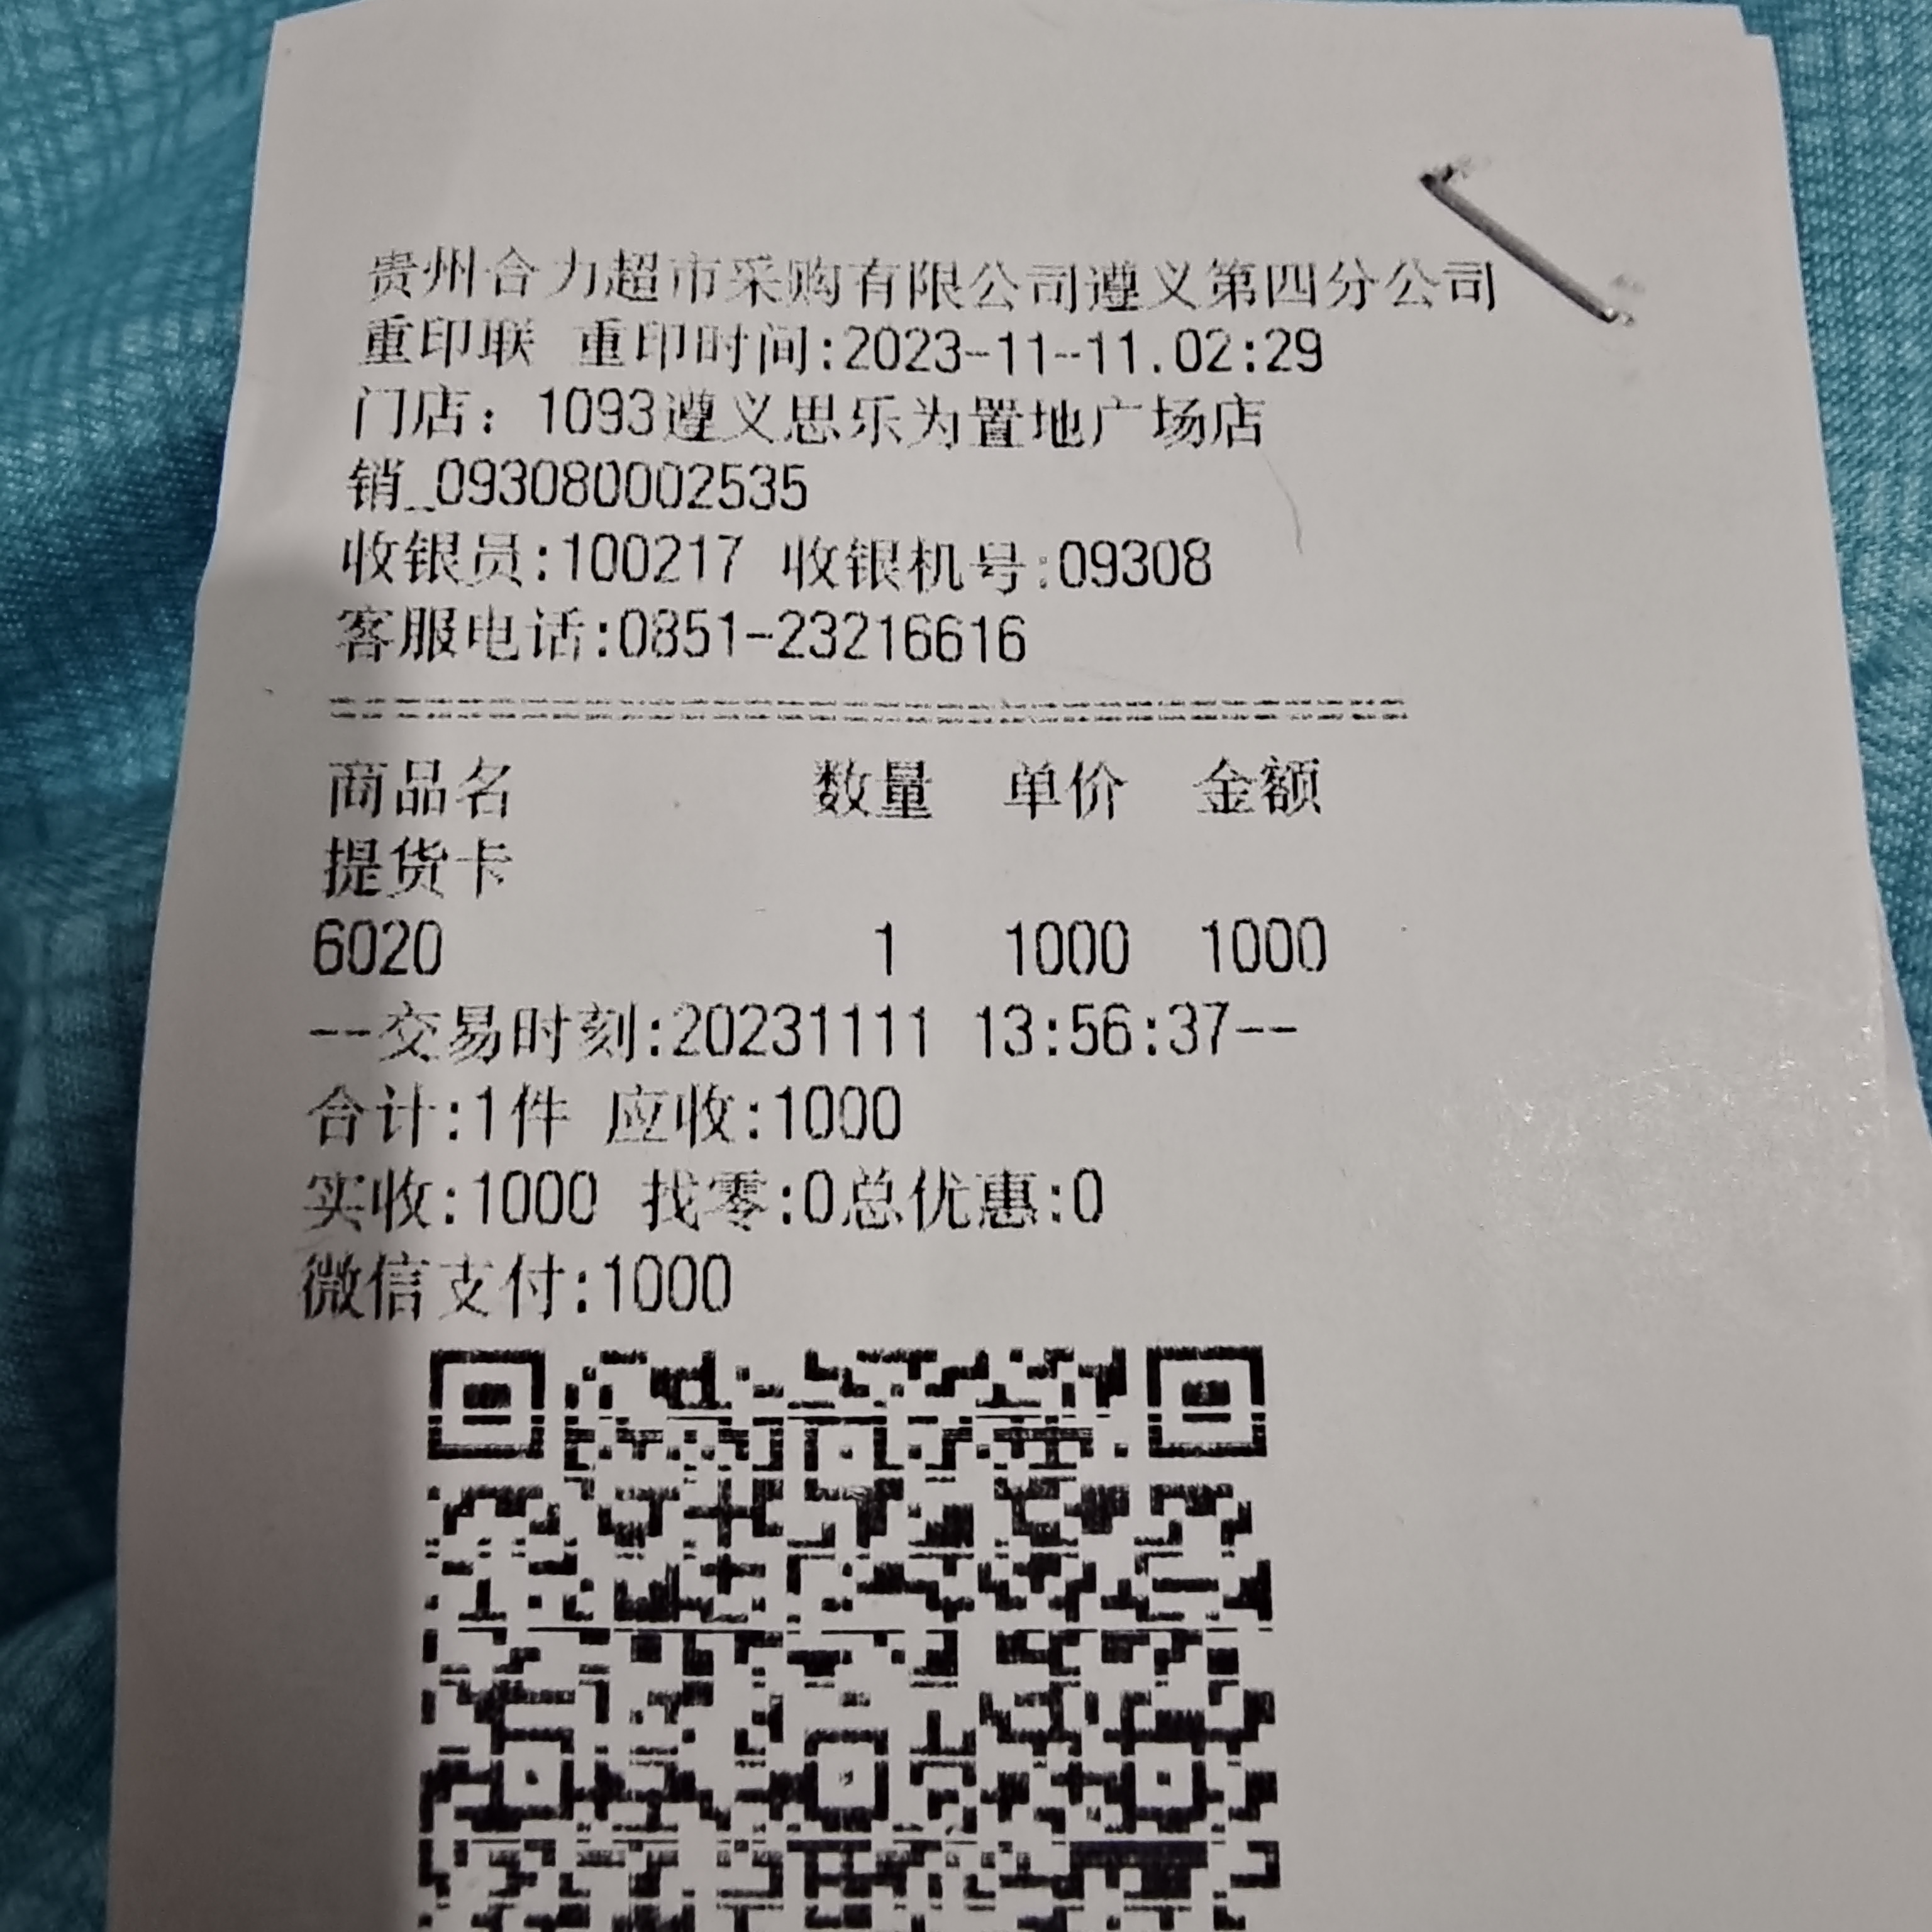 贵州合力超市采购有限公司遵义第四分公司
重印联 重印时间:2023-11-11.02:29
门店：1093遵义思乐为置地广场店
销_093080002535
收银员:100217 收银机号:09308
客服电话:0851-23216616
商品名 数量 单价 金额
提货卡
6020 1 1000 1000
--交易时刻:20231111 13:56:37--
合计:1件 应收:1000
实收:1000 找零:0总优惠:0
微信支付:1000